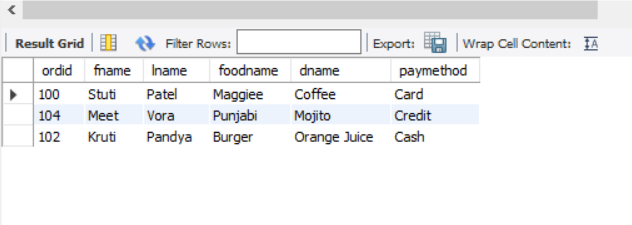 Result Grid Filter Rows: Export: Wrap Cell Content:
ordid fname lname foodname dname paymethod
100 Stuti Patel Maggiee Coffee Card
104 Meet Vora Punjabi Mojito Credit
102 Kruti Pandya Burger Orange Juice Cash